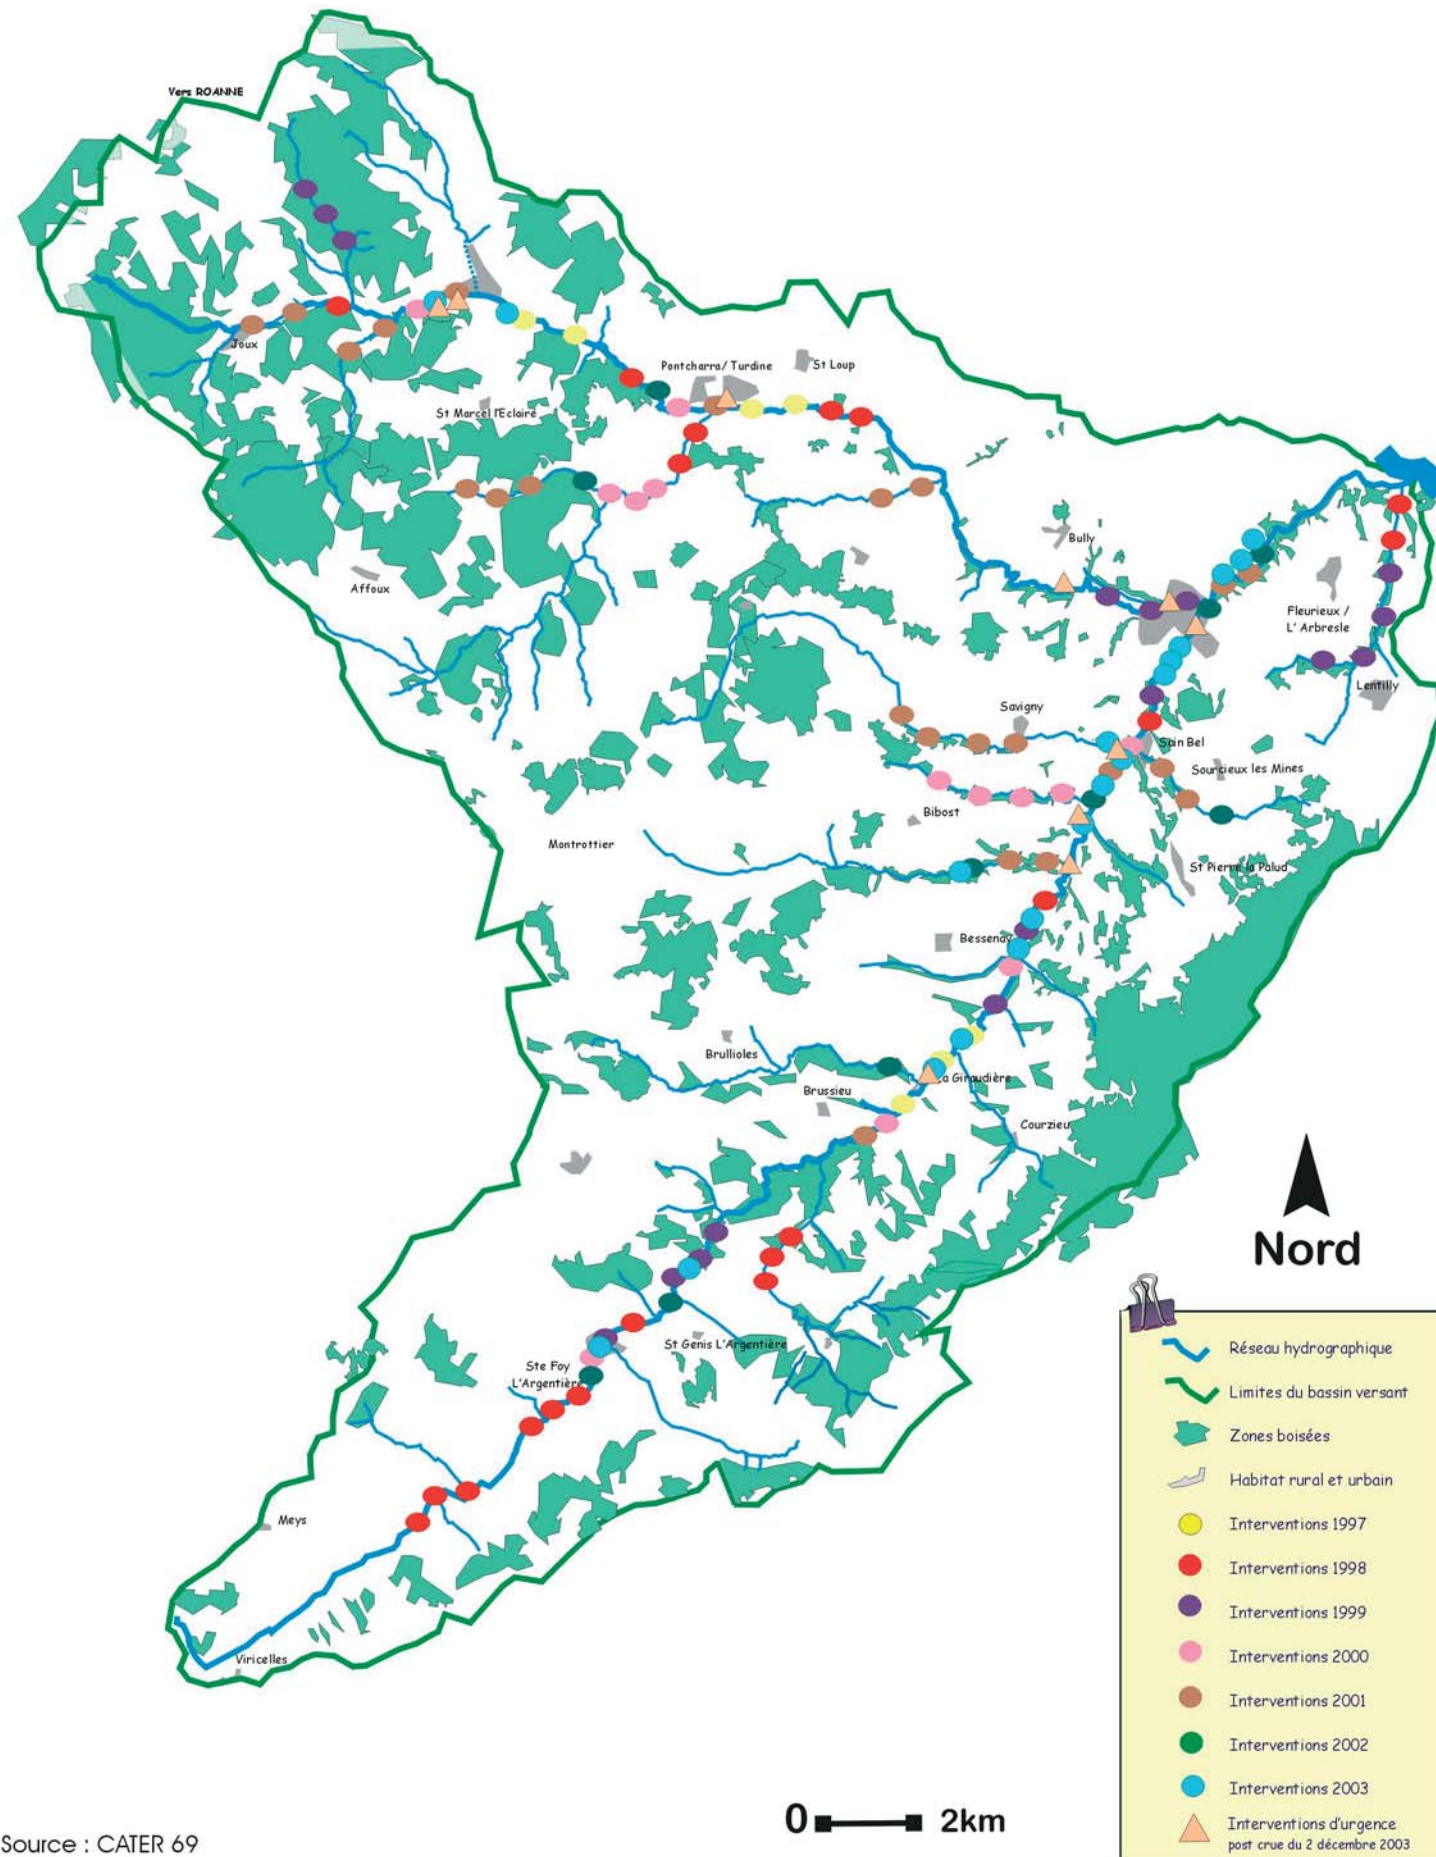 Vers ROANNE
Joux
Pontcharra/ Turdine
St Loup
St Marcel l'Eclairé
Bully
Affoux
Fleurieux /
L' Arbresle
Lentilly
Savigny
Sain Bel
Sourcieux les Mines
Bibost
Montrottier
St Pierre la Palud
Bessenay
Brullioles
La Giraudière
Brussieu
Courzieu
Nord
St Genis L'Argentière
Ste Foy
L'Argentière
Meys
Viricelles
Réseau hydrographique
Limites du bassin versant
Zones boisées
Habitat rural et urbain
Interventions 1997
Interventions 1998
Interventions 1999
Interventions 2000
Interventions 2001
Interventions 2002
Interventions 2003
Interventions d'urgence
post crue du 2 décembre 2003
0 2km
Source : CATER 69